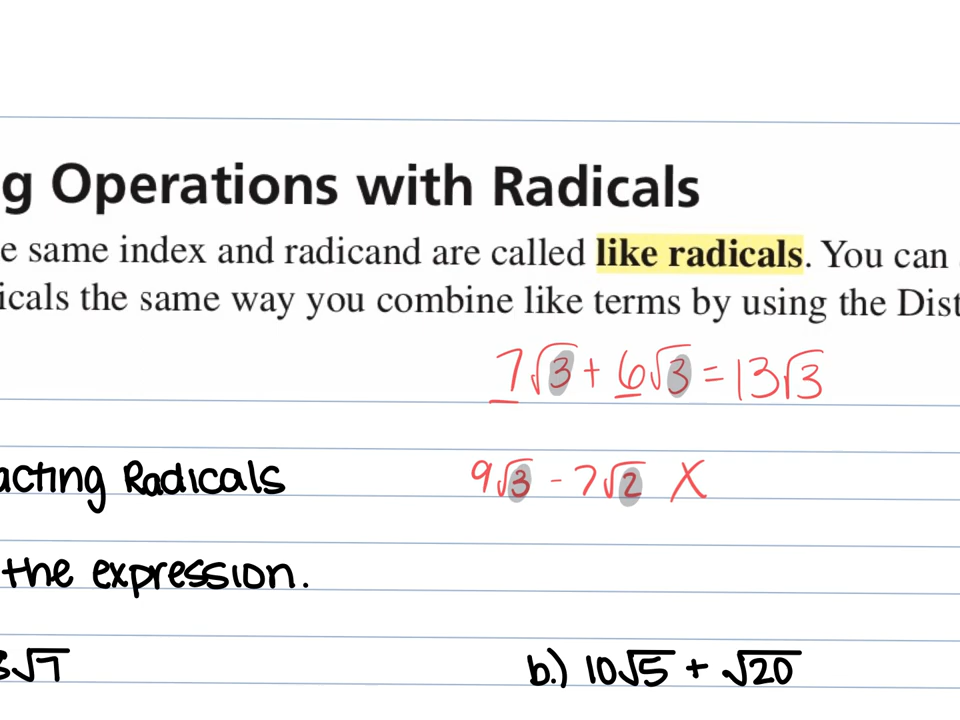 g Operations with Radicals
e same index and radicand are called like radicals. You can
icals the same way you combine like terms by using the Dist
7√3 + 6√3 = 13√3
acting Radicals
9√3 - 7√2 X
the expression.
3√7
b.) 10√5 + √20